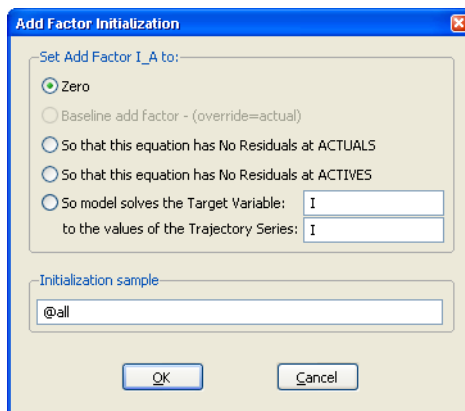 Add Factor Initialization
Set Add Factor I_A to:
Zero
Baseline add factor - (override=actual)
So that this equation has No Residuals at ACTUALS
So that this equation has No Residuals at ACTIVES
So model solves the Target Variable: I
to the values of the Trajectory Series: I
Initialization sample
@all
OK Cancel